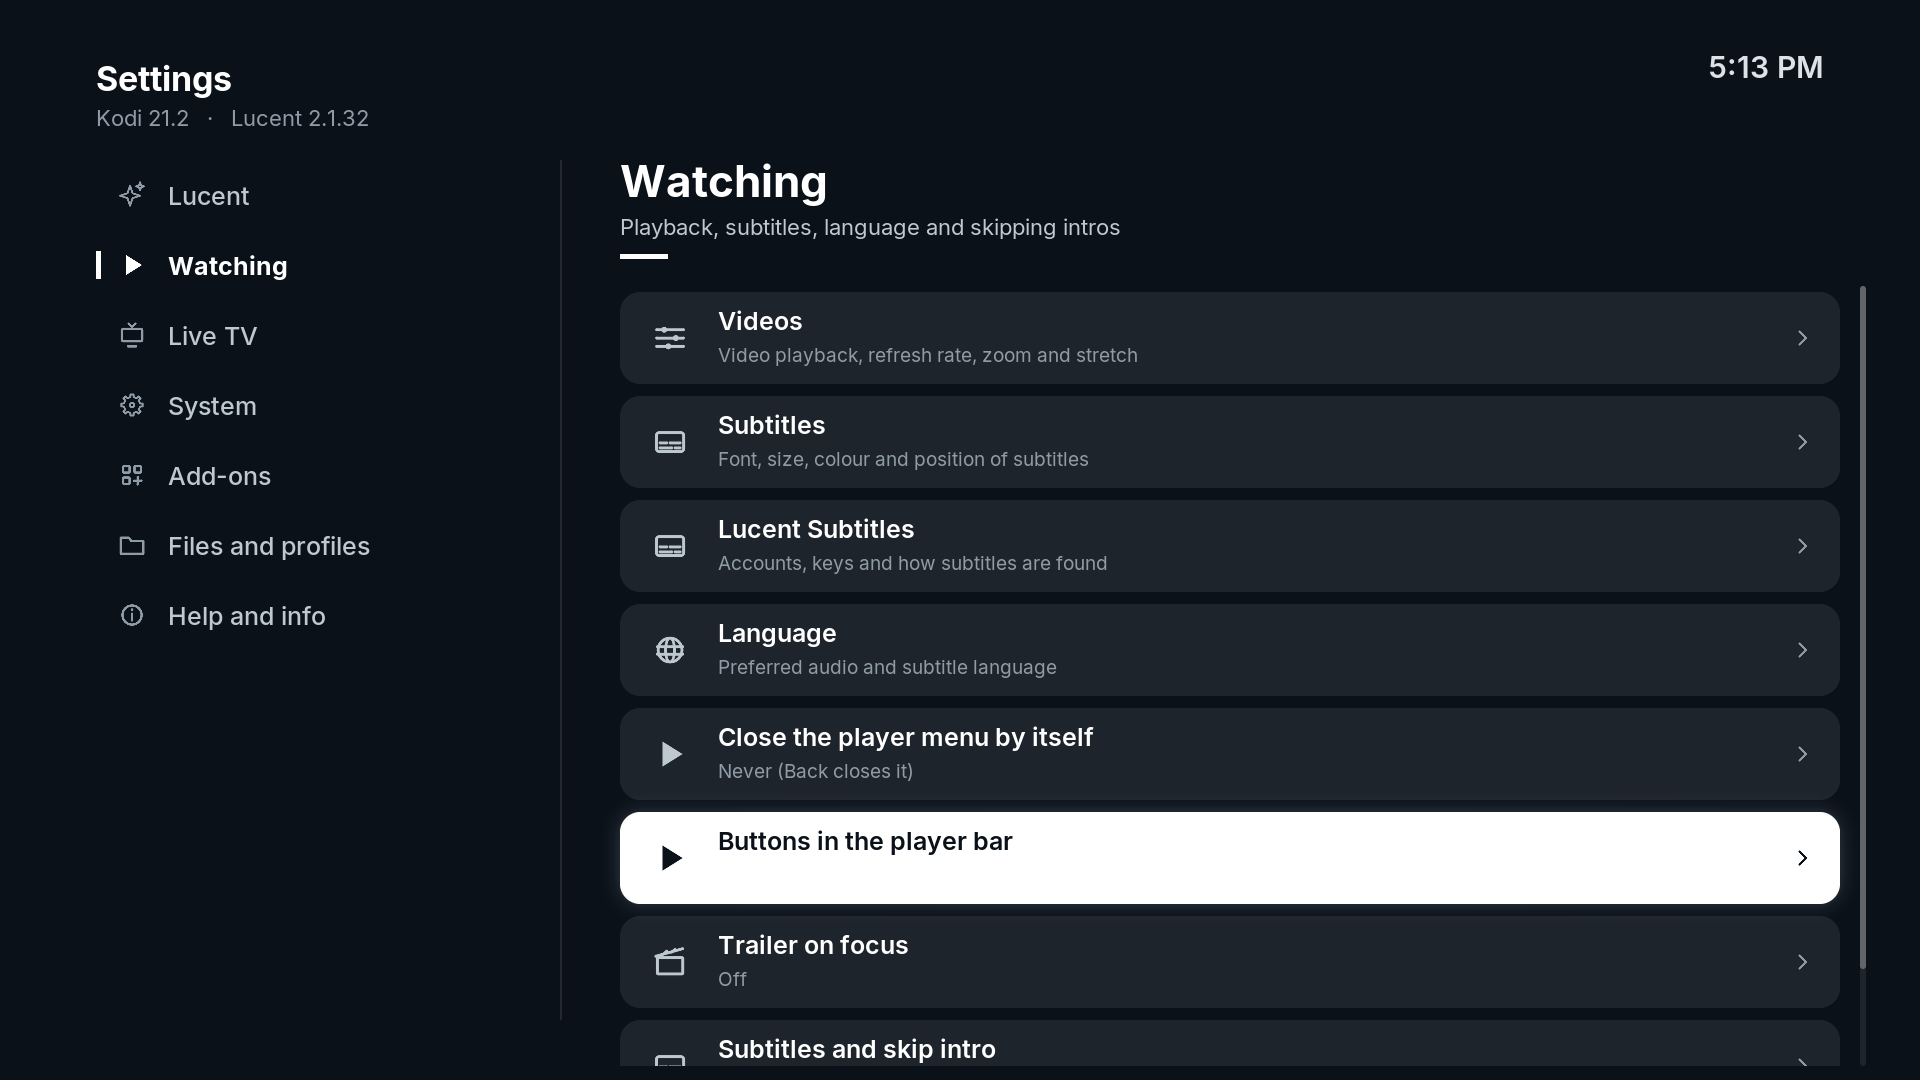 Settings
Kodi 21.2 · Lucent 2.1.32
5:13 PM
Lucent
Watching
Live TV
System
Add-ons
Files and profiles
Help and info
Watching
Playback, subtitles, language and skipping intros
Videos
Video playback, refresh rate, zoom and stretch
Subtitles
Font, size, colour and position of subtitles
Lucent Subtitles
Accounts, keys and how subtitles are found
Language
Preferred audio and subtitle language
Close the player menu by itself
Never (Back closes it)
Buttons in the player bar
Trailer on focus
Off
Subtitles and skip intro